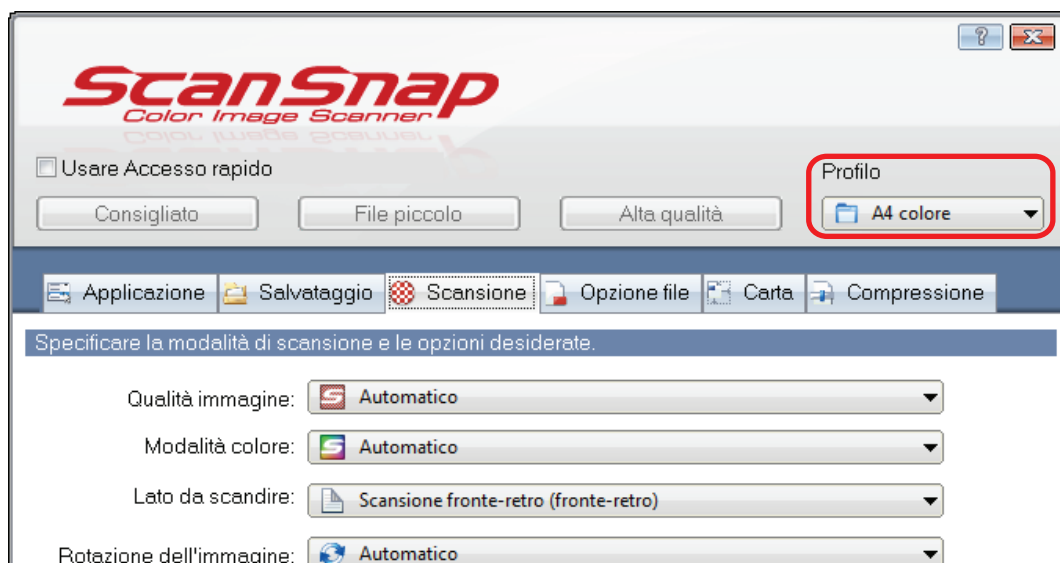 ScanSnap
Color Image Scanner
Usare Accesso rapido
Profilo
Consigliato File piccolo Alta qualità A4 colore
Applicazione Salvataggio Scansione Opzione file Carta Compressione
Specificare la modalità di scansione e le opzioni desiderate.
Qualità immagine: Automatico
Modalità colore: Automatico
Lato da scandire: Scansione fronte-retro (fronte-retro)
Rotazione dell'immagine: Automatico